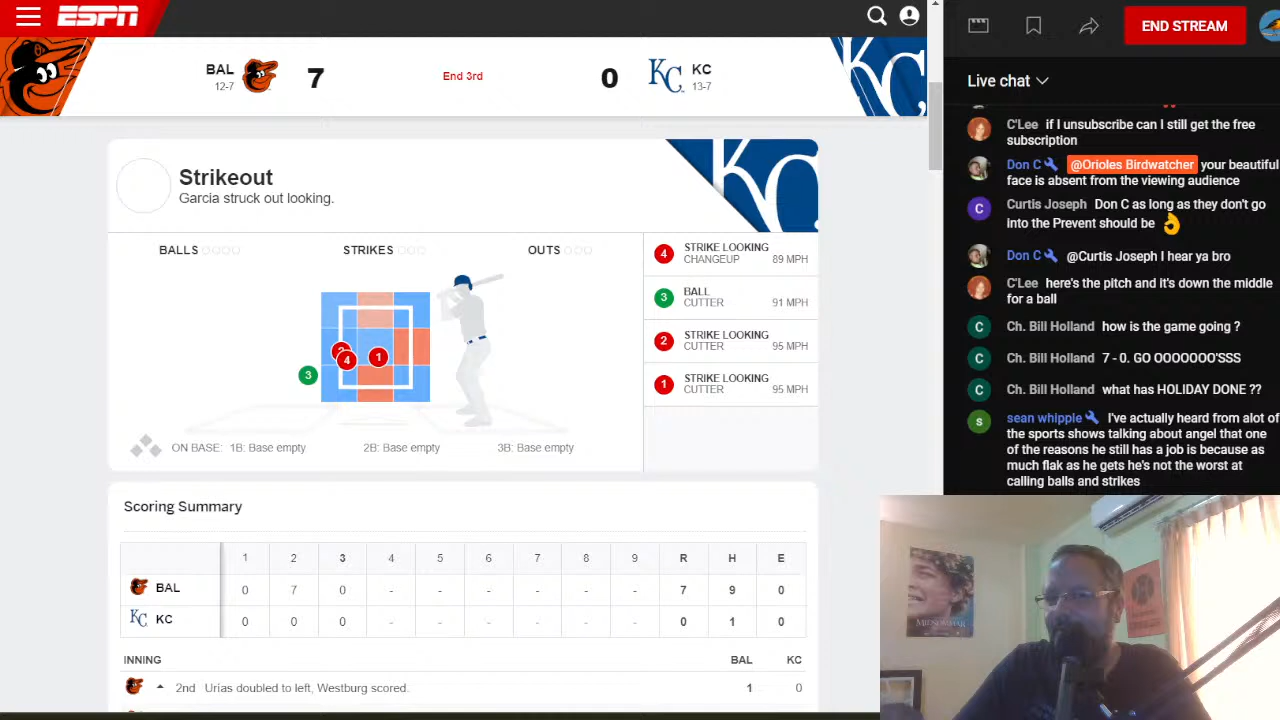 ESPN
BAL
12-7
7
End 3rd
0
KC
KC
13-7
END STREAM
Live chat
Strikeout
Garcia struck out looking.
KC
BALLS
STRIKES
OUTS
4 STRIKE LOOKING
CHANGEUP 89 MPH
3 BALL
CUTTER 91 MPH
2 STRIKE LOOKING
CUTTER 95 MPH
1 STRIKE LOOKING
CUTTER 95 MPH
4
1
3
ON BASE: 1B: Base empty 2B: Base empty 3B: Base empty
Scoring Summary
1 2 3 4 5 6 7 8 9 R H E
BAL 0 7 0 - - - - - - 7 9 0
KC KC 0 0 0 - - - - - - 0 1 0
INNING BAL KC
2nd Urias doubled to left, Westburg scored. 1 0
C'Lee if I unsubscribe can I still get the free
subscription
Don C @Orioles Birdwatcher your beautiful
face is absent from the viewing audience
C Curtis Joseph Don C as long as they don't go
into the Prevent should be 👌
Don C @Curtis Joseph I hear ya bro
C'Lee here's the pitch and it's down the middle
for a ball
C Ch. Bill Holland how is the game going ?
C Ch. Bill Holland 7 - 0. GO OOOOOOO'SSS
C Ch. Bill Holland what has HOLIDAY DONE ??
s sean whipple I've actually heard from alot of
the sports shows talking about angel that one
of the reasons he still has a job is because as
much flak as he gets he's not the worst at
calling balls and strikes
MIDSOMMAR